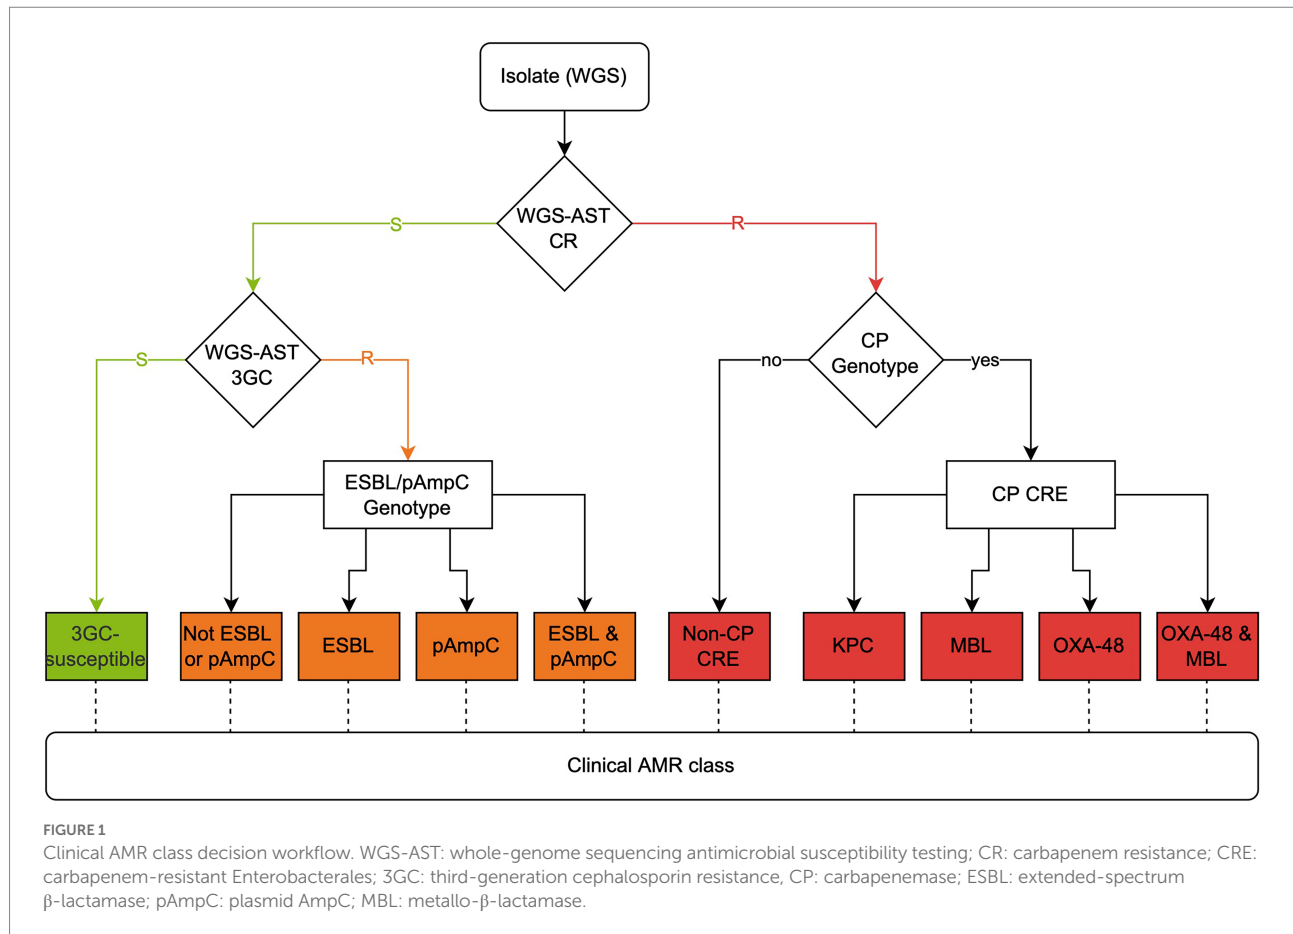 Isolate (WGS)
WGS-AST
CR
S
R
WGS-AST
3GC
S
R
CP
Genotype
no
yes
ESBL/pAmpC
Genotype
CP CRE
3GC-
susceptible
Not ESBL
or pAmpC
ESBL
pAmpC
ESBL &
pAmpC
Non-CP
CRE
KPC
MBL
OXA-48
OXA-48 &
MBL
Clinical AMR class
FIGURE 1
Clinical AMR class decision workflow. WGS-AST: whole-genome sequencing antimicrobial susceptibility testing; CR: carbapenem resistance; CRE:
carbapenem-resistant Enterobacterales; 3GC: third-generation cephalosporin resistance, CP: carbapenemase; ESBL: extended-spectrum
β-lactamase; pAmpC: plasmid AmpC; MBL: metallo-β-lactamase.